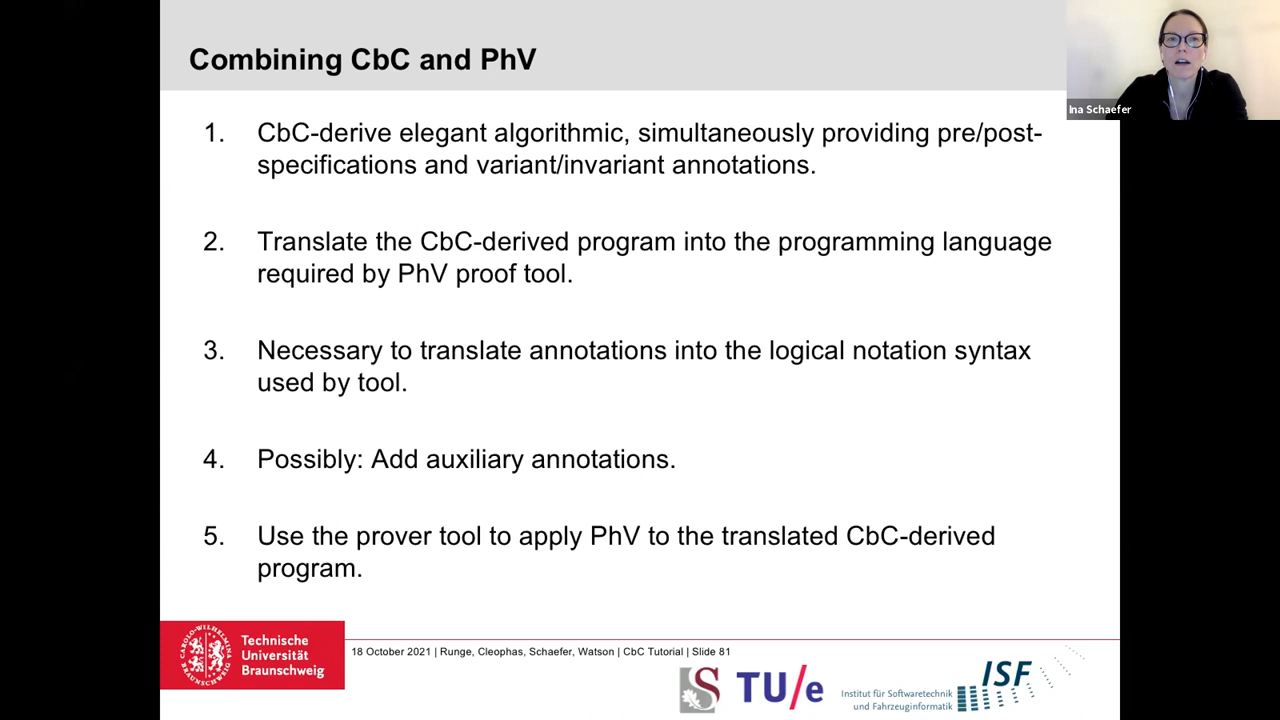 Combining CbC and PhV
Ina Schaefer
1. CbC-derive elegant algorithmic, simultaneously providing pre/post-
specifications and variant/invariant annotations.
2. Translate the CbC-derived program into the programming language
required by PhV proof tool.
3. Necessary to translate annotations into the logical notation syntax
used by tool.
4. Possibly: Add auxiliary annotations.
5. Use the prover tool to apply PhV to the translated CbC-derived
program.
CAROLO-WILHELMINA
BRAUNSCHWEIG
Technische
Universität
Braunschweig
18 October 2021 | Runge, Cleophas, Schaefer, Watson | CbC Tutorial | Slide 81
S
TU/e
Institut für Softwaretechnik
und Fahrzeuginformatik
ISF